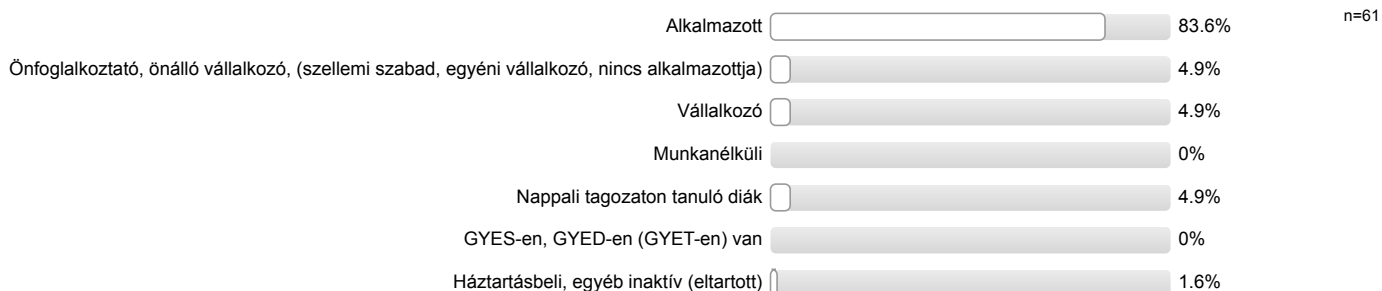 Alkalmazott 83.6% n=61
Önfoglalkoztató, önálló vállalkozó, (szellemi szabad, egyéni vállalkozó, nincs alkalmazottja) 4.9%
Vállalkozó 4.9%
Munkanélküli 0%
Nappali tagozaton tanuló diák 4.9%
GYES-en, GYED-en (GYET-en) van 0%
Háztartásbeli, egyéb inaktív (eltartott) 1.6%